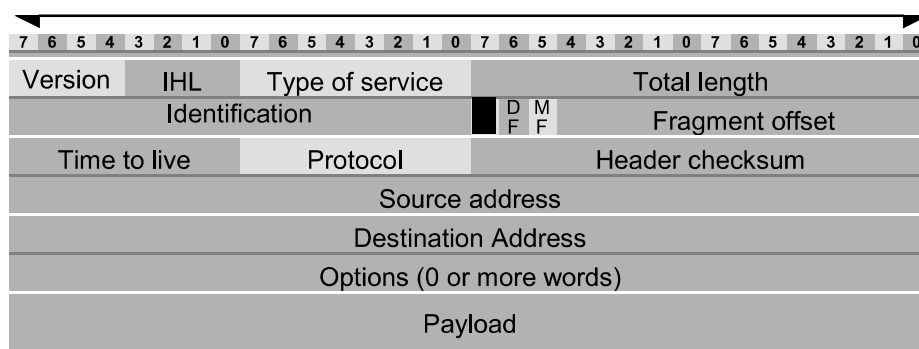 7 6 5 4 3 2 1 0 7 6 5 4 3 2 1 0 7 6 5 4 3 2 1 0 7 6 5 4 3 2 1 0
Version IHL Type of service Total length
Identification D M Fragment offset
F F
Time to live Protocol Header checksum
Source address
Destination Address
Options (0 or more words)
Payload